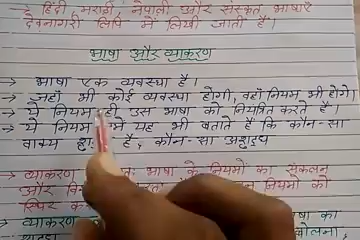 → हिंदी मराठी नेपाली और संस्कृत भाषाएँ
देवनागरी लिपि में लिखी जाती है।
भाषा और व्याकरण
→ भाषा एक व्यवस्था है।
→ जहाँ भी कोई व्यवस्था होगी, वहाँ नियम भी होंगे।
→ ये नियम उस भाषा को नियंत्रित करते हैं।
→ ये नियम यह भी बताते हैं कि कौन-सा
वाक्य है, कौन-सा अशुद्ध
→ व्याकरण भाषा के नियमों का संकलन
और नियमों को
स्थिर
→ व्याकरण भाषा का